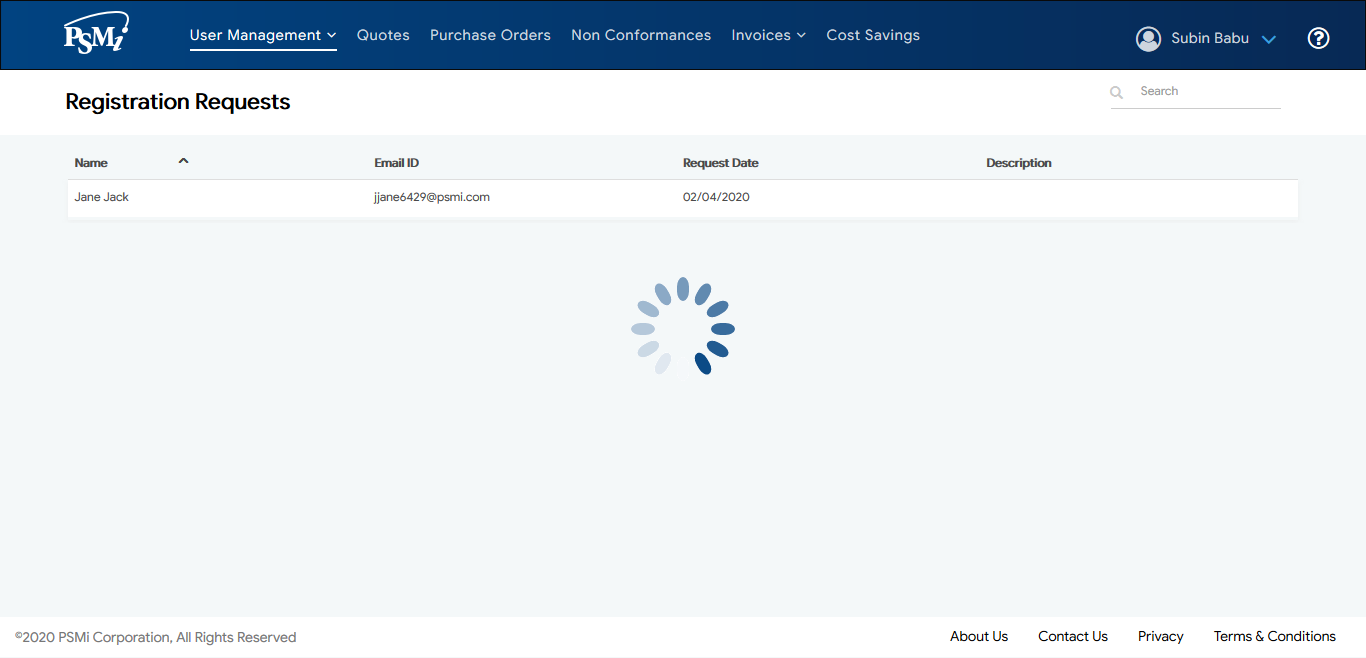 PSMi
User Management
Quotes
Purchase Orders
Non Conformances
Invoices
Cost Savings
Subin Babu
?
Registration Requests
Search
Name
Email ID
Request Date
Description
Jane Jack
jjane6429@psmi.com
02/04/2020
©2020 PSMi Corporation, All Rights Reserved
About Us
Contact Us
Privacy
Terms & Conditions